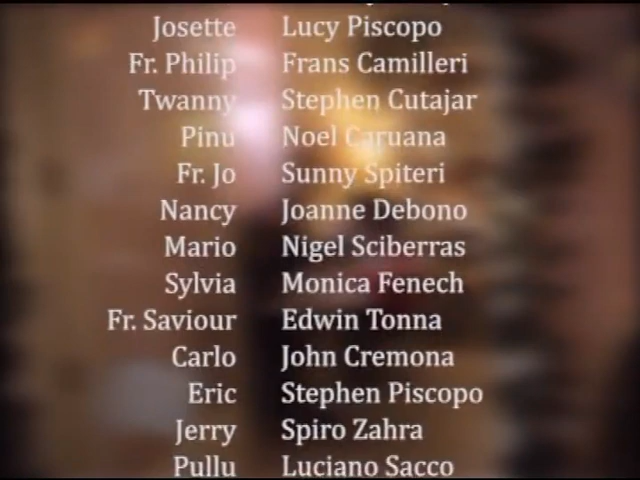 Josette Lucy Piscopo
Fr. Philip Frans Camilleri
Twanny Stephen Cutajar
Pinu Noel Caruana
Fr. Jo Sunny Spiteri
Nancy Joanne Debono
Mario Nigel Sciberras
Sylvia Monica Fenech
Fr. Saviour Edwin Tonna
Carlo John Cremona
Eric Stephen Piscopo
Jerry Spiro Zahra
Pullu Luciano Sacco